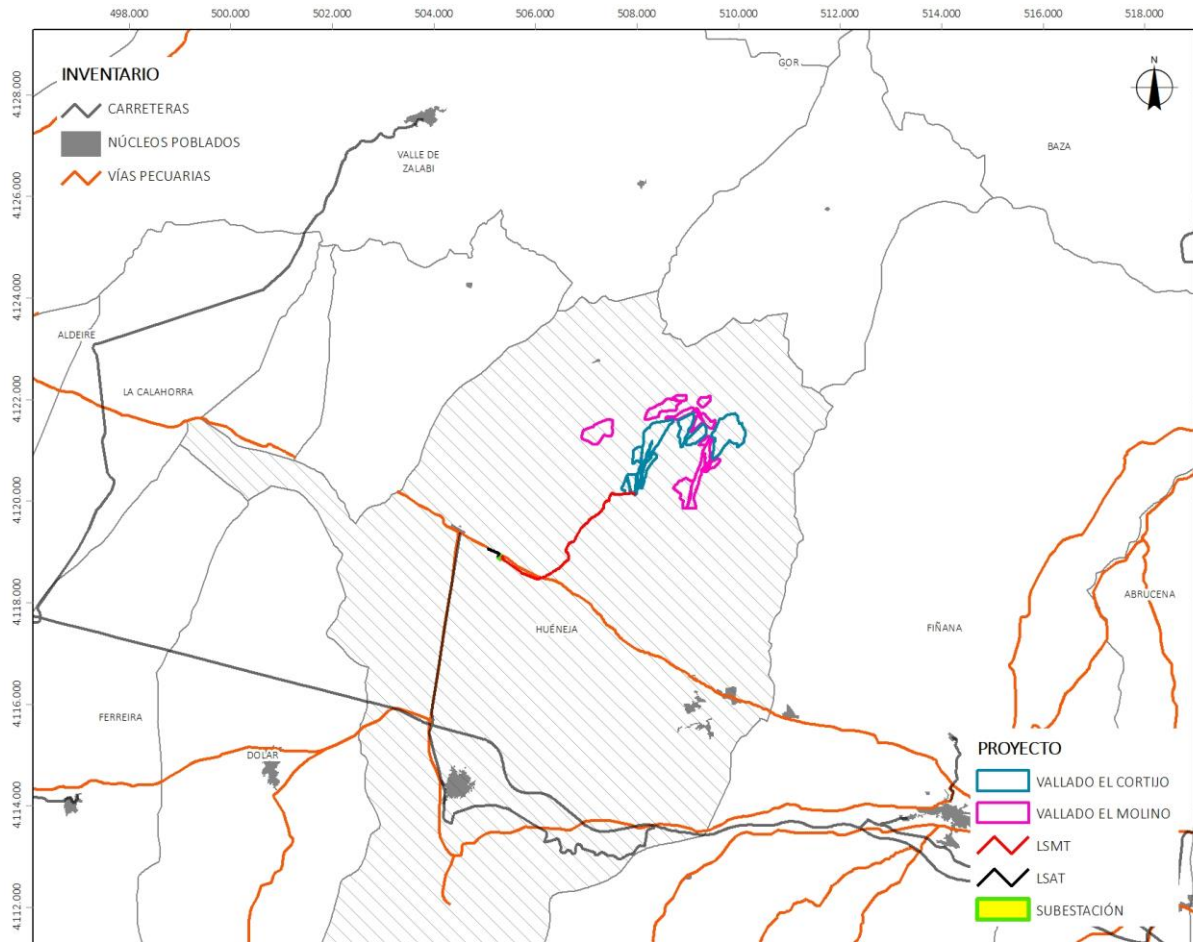 498.000 500.000 502.000 504.000 506.000 508.000 510.000 512.000 514.000 516.000 518.000
4.128.000
4.126.000
4.124.000
4.122.000
4.120.000
4.118.000
4.116.000
4.114.000
4.112.000
INVENTARIO
CARRETERAS
NÚCLEOS POBLADOS
VÍAS PECUARIAS
N
GOR
BAZA
VALLE DE
ZALABI
ALDEIRE
LA CALAHORRA
ABRUCENA
HUÉNEJA
FIÑANA
FERREIRA
DOLAR
PROYECTO
VALLADO EL CORTIJO
VALLADO EL MOLINO
LSMT
LSAT
SUBESTACIÓN